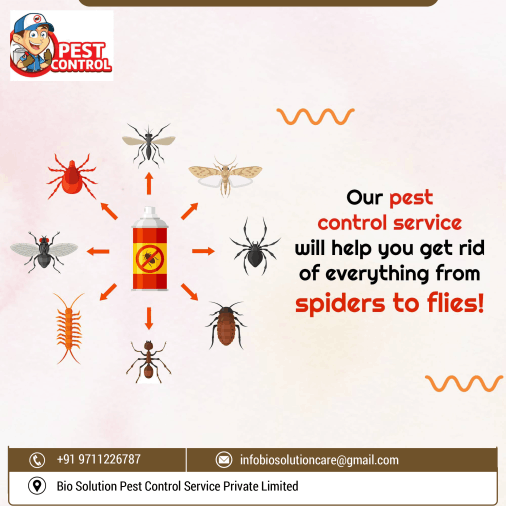 PEST
CONTROL
Our pest
control service
will help you get rid
of everything from
spiders to flies!
+91 9711226787
infobiosolutioncare@gmail.com
Bio Solution Pest Control Service Private Limited